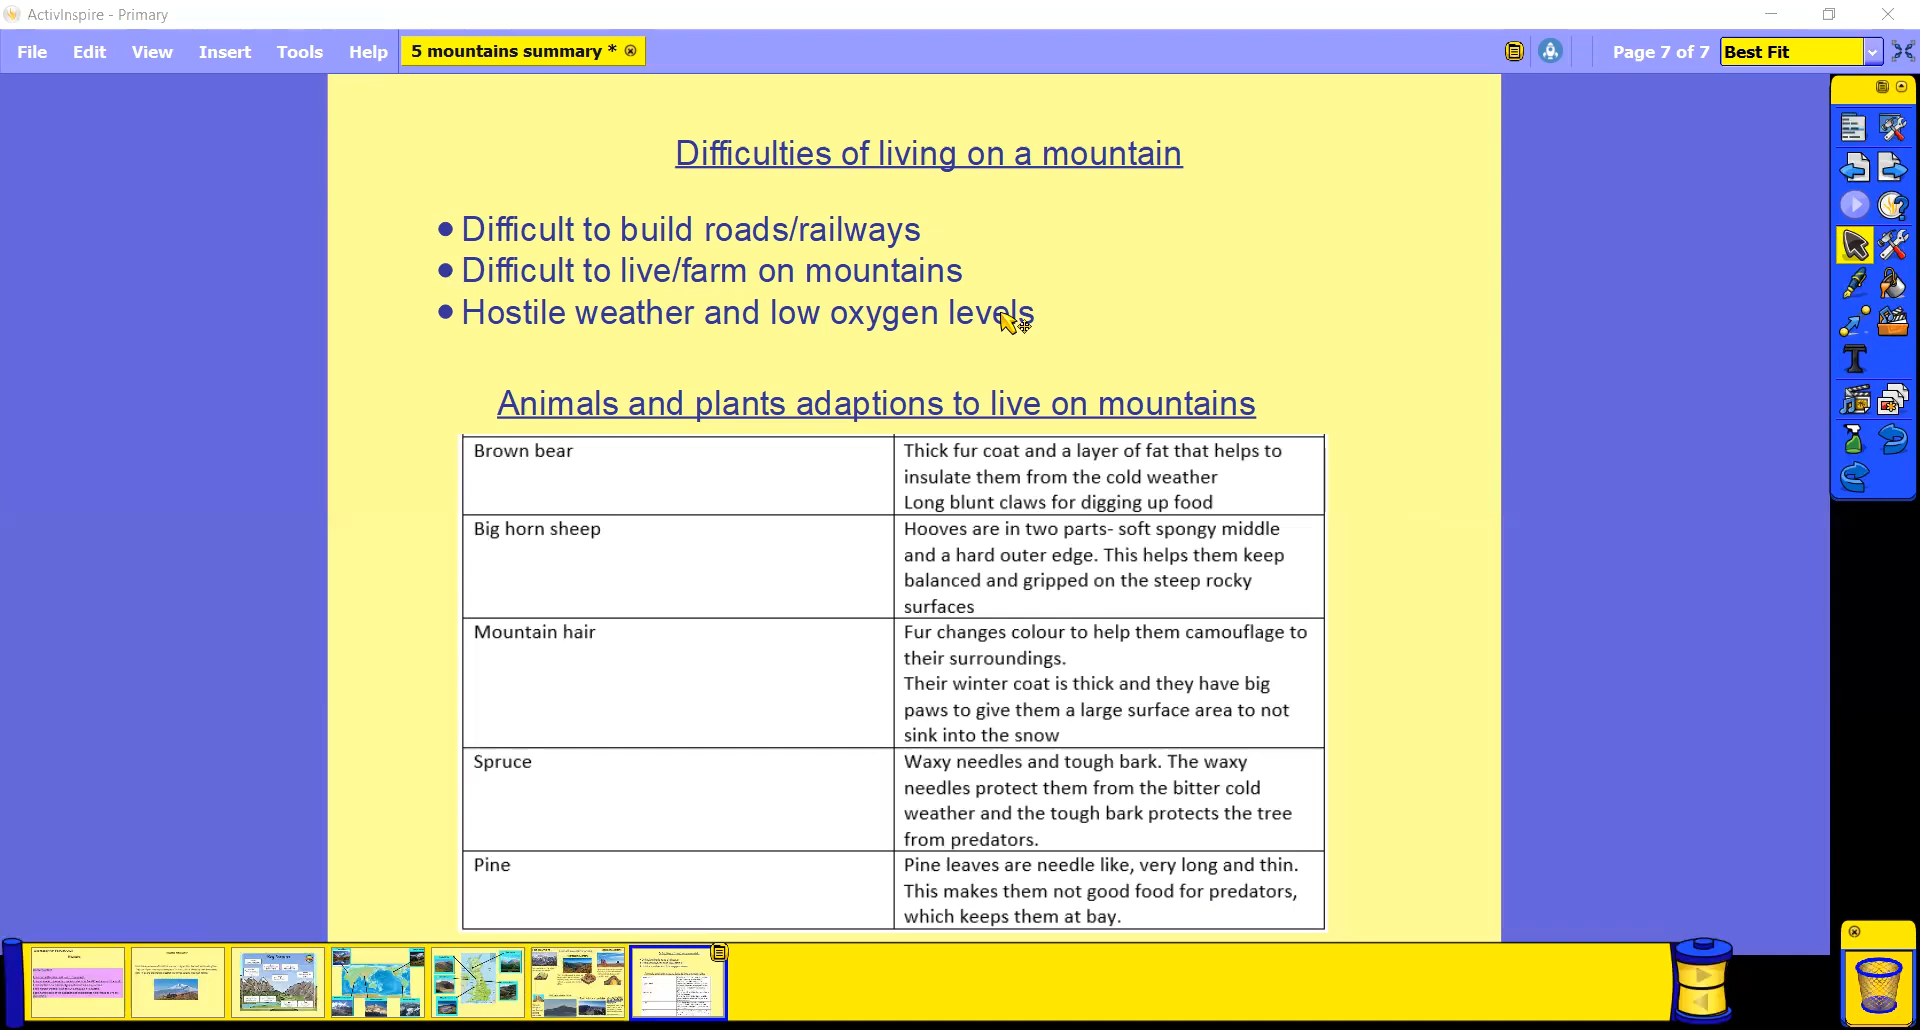 ActivInspire - Primary
File Edit View Insert Tools Help 5 mountains summary * Page 7 of 7 Best Fit
Difficulties of living on a mountain
• Difficult to build roads/railways
• Difficult to live/farm on mountains
• Hostile weather and low oxygen levels
Animals and plants adaptions to live on mountains
Brown bear
Thick fur coat and a layer of fat that helps to
insulate them from the cold weather
Long blunt claws for digging up food
Big horn sheep
Hooves are in two parts- soft spongy middle
and a hard outer edge. This helps them keep
balanced and gripped on the steep rocky
surfaces
Mountain hair
Fur changes colour to help them camouflage to
their surroundings.
Their winter coat is thick and they have big
paws to give them a large surface area to not
sink into the snow
Spruce
Waxy needles and tough bark. The waxy
needles protect them from the bitter cold
weather and the tough bark protects the tree
from predators.
Pine
Pine leaves are needle like, very long and thin.
This makes them not good food for predators,
which keeps them at bay.